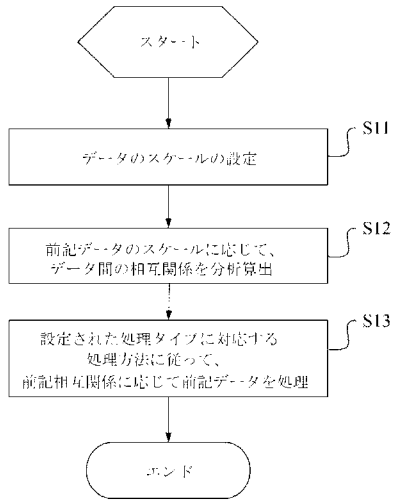 スタート
データのスケールの設定
S11
前記データのスケールに応じて、
データ間の相互関係を分析算出
S12
設定された処理タイプに対応する
処理方法に従って、
前記相互関係に応じて前記データを処理
S13
エンド